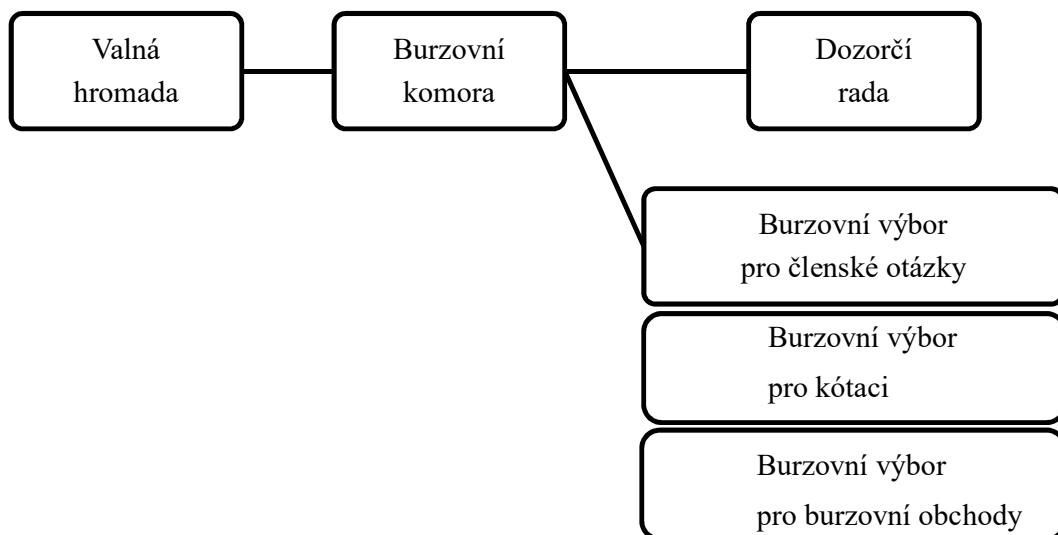 Valná
hromada
Burzovní
komora
Dozorčí
rada
Burzovní výbor
pro členské otázky
Burzovní výbor
pro kótaci
Burzovní výbor
pro burzovní obchody